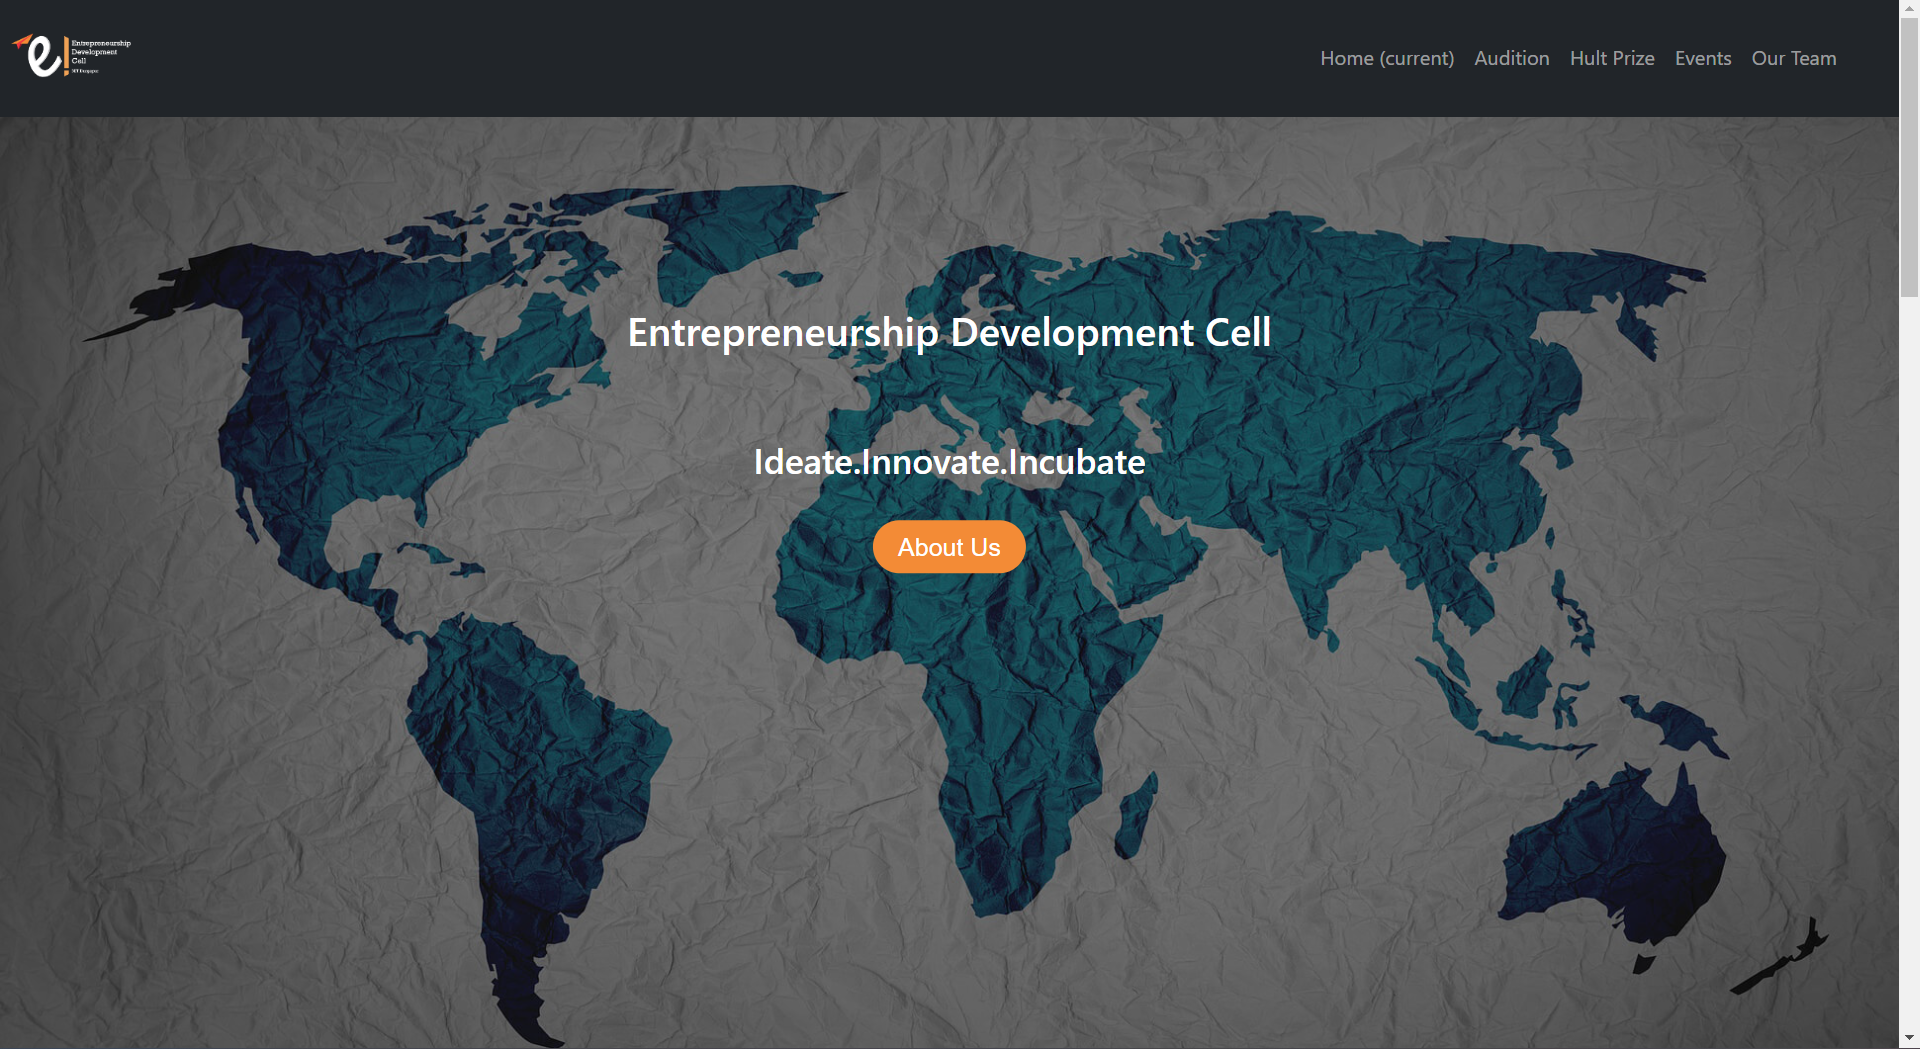 Entrepreneurship
Development
Cell
Home (current) Audition Hult Prize Events Our Team
Entrepreneurship Development Cell
Ideate.Innovate.Incubate
About Us